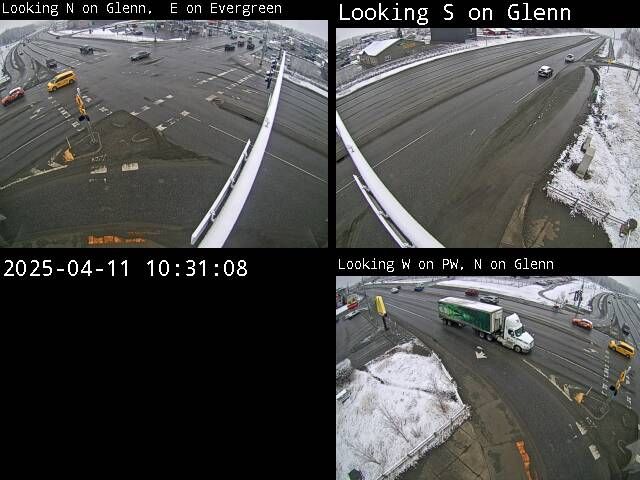 Looking N on Glenn,  E on Evergreen
Looking S on Glenn
2025-04-11 10:31:08
Looking W on PW, N on Glenn